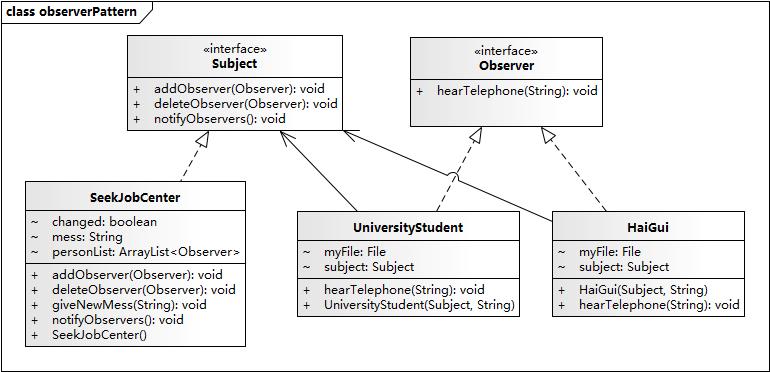 class observerPattern
«interface»
Subject
+ addObserver(Observer): void
+ deleteObserver(Observer): void
+ notifyObservers(): void
«interface»
Observer
+ hearTelephone(String): void
SeekJobCenter
~ changed: boolean
~ mess: String
~ personList: ArrayList<Observer>
+ addObserver(Observer): void
+ deleteObserver(Observer): void
+ giveNewMess(String): void
+ notifyObservers(): void
+ SeekJobCenter()
UniversityStudent
~ myFile: File
~ subject: Subject
+ hearTelephone(String): void
+ UniversityStudent(Subject, String)
HaiGui
~ myFile: File
~ subject: Subject
+ HaiGui(Subject, String)
+ hearTelephone(String): void